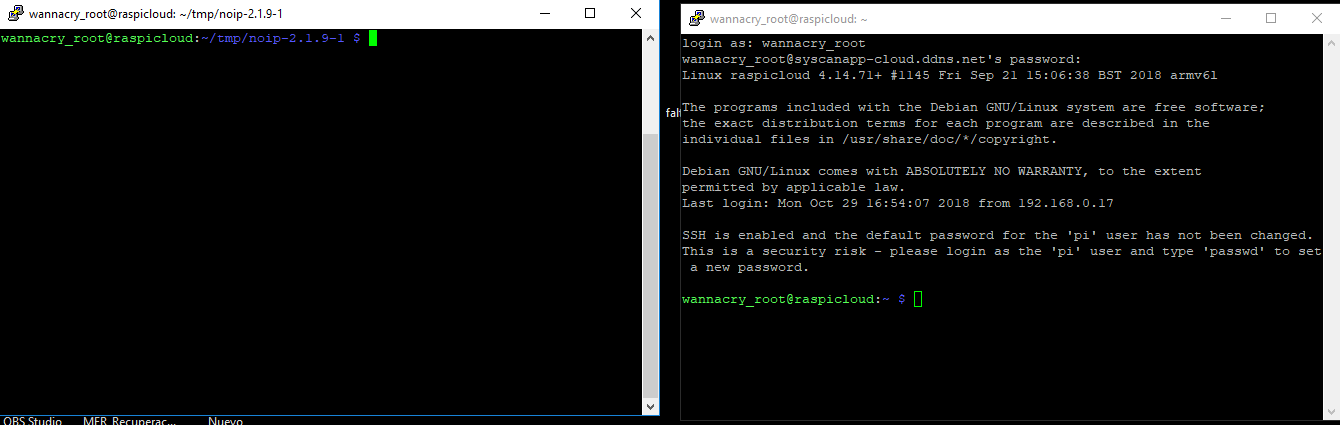 wannacry_root@raspicloud: ~/tmp/noip-2.1.9-1
wannacry_root@raspicloud:~/tmp/noip-2.1.9-1 $
wannacry_root@raspicloud: ~
login as: wannacry_root
wannacry_root@syscanapp-cloud.ddns.net's password:
Linux raspicloud 4.14.71+ #1145 Fri Sep 21 15:06:38 BST 2018 armv6l
The programs included with the Debian GNU/Linux system are free software;
the exact distribution terms for each program are described in the
individual files in /usr/share/doc/*/copyright.
Debian GNU/Linux comes with ABSOLUTELY NO WARRANTY, to the extent
permitted by applicable law.
Last login: Mon Oct 29 16:54:07 2018 from 192.168.0.17
SSH is enabled and the default password for the 'pi' user has not been changed.
This is a security risk - please login as the 'pi' user and type 'passwd' to set
a new password.
wannacry_root@raspicloud:~ $
OBS Studio
MER_Recuperac...
Nuevo